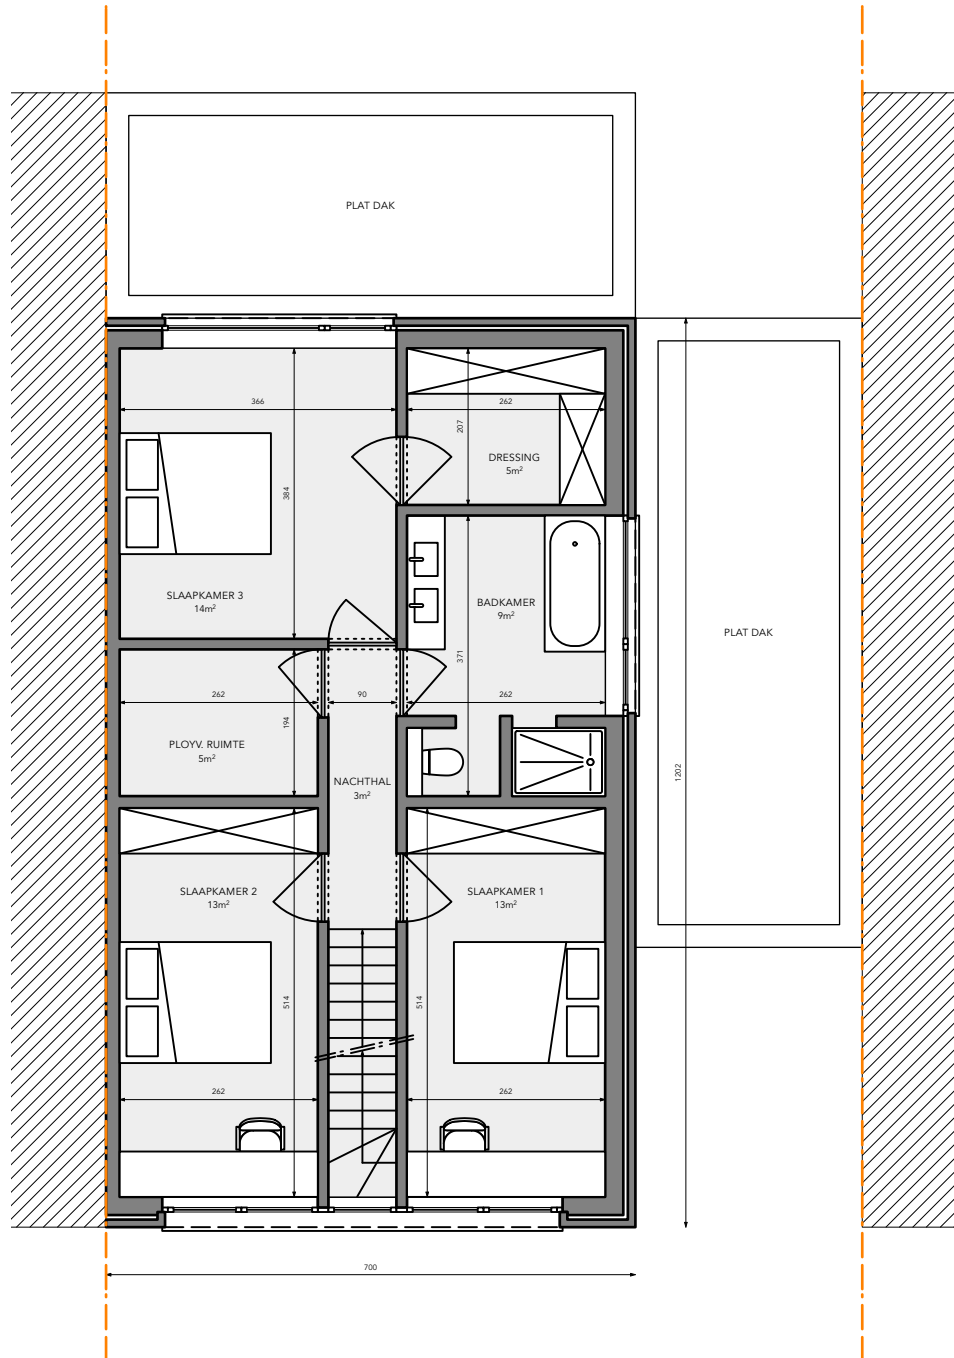 PLAT DAK
366
262
207
384
DRESSING
5m²
SLAAPKAMER 3
14m²
BADKAMER
9m²
PLAT DAK
371
262
90
262
194
PLOYV. RUIMTE
5m²
NACHTHAL
3m²
1202
SLAAPKAMER 2
13m²
SLAAPKAMER 1
13m²
514
514
262
262
700